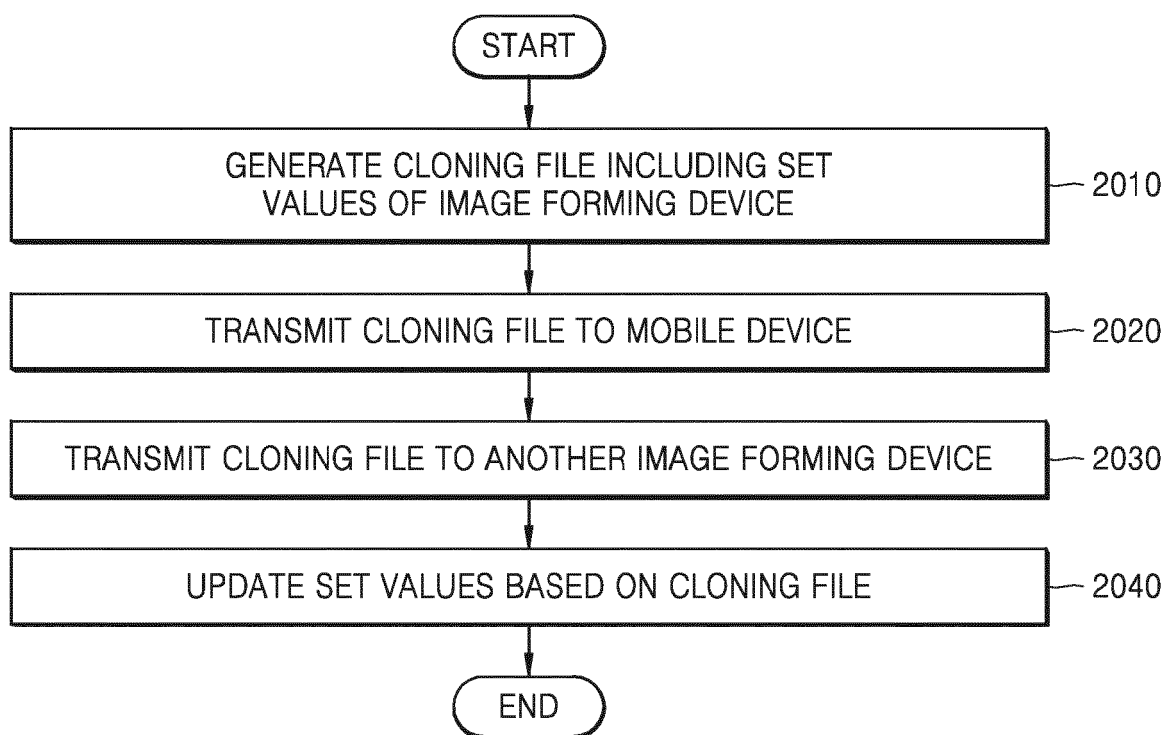 START
GENERATE CLONING FILE INCLUDING SET
VALUES OF IMAGE FORMING DEVICE
2010
TRANSMIT CLONING FILE TO MOBILE DEVICE
2020
TRANSMIT CLONING FILE TO ANOTHER IMAGE FORMING DEVICE
2030
UPDATE SET VALUES BASED ON CLONING FILE
2040
END